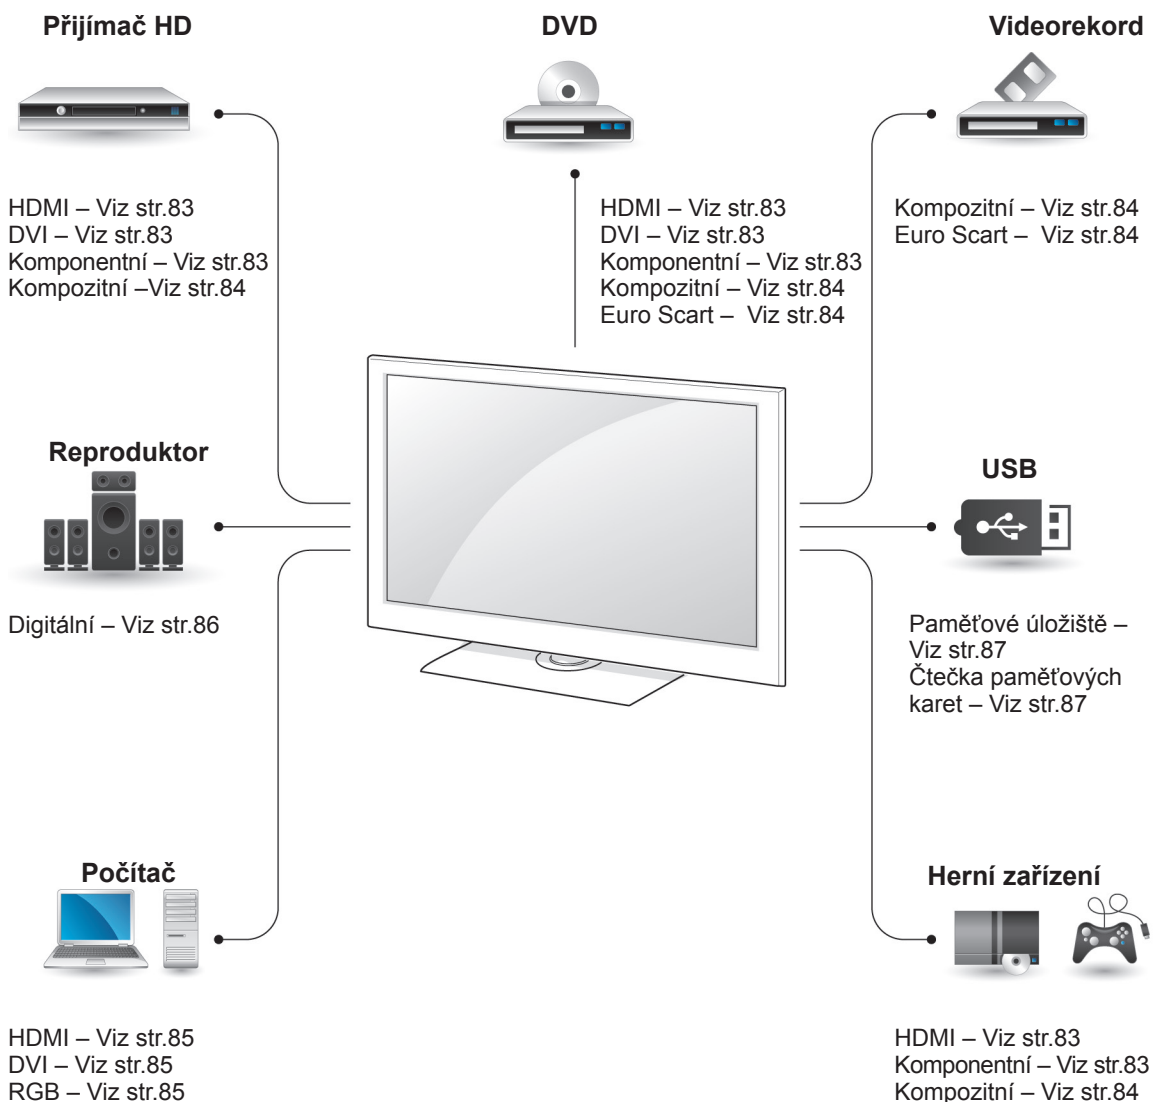 Přijímač HD
HDMI – Viz str.83
DVI – Viz str.83
Komponentní – Viz str.83
Kompozitní –Viz str.84
DVD
HDMI – Viz str.83
DVI – Viz str.83
Komponentní – Viz str.83
Kompozitní – Viz str.84
Euro Scart –  Viz str.84
Videorekord
Kompozitní – Viz str.84
Euro Scart –  Viz str.84
Reproduktor
Digitální – Viz str.86
USB
Paměťové úložiště –
Viz str.87
Čtečka paměťových
karet – Viz str.87
Počítač
HDMI – Viz str.85
DVI – Viz str.85
RGB – Viz str.85
Herní zařízení
HDMI – Viz str.83
Komponentní – Viz str.83
Kompozitní – Viz str.84